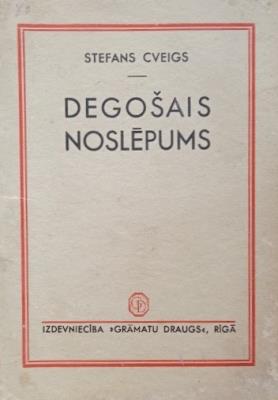 STEFANS CVEIGS
DEGOŠAIS
NOSLĒPUMS
IZDEVNIECĪBA »GRĀMATU DRAUGS«, RĪGĀ